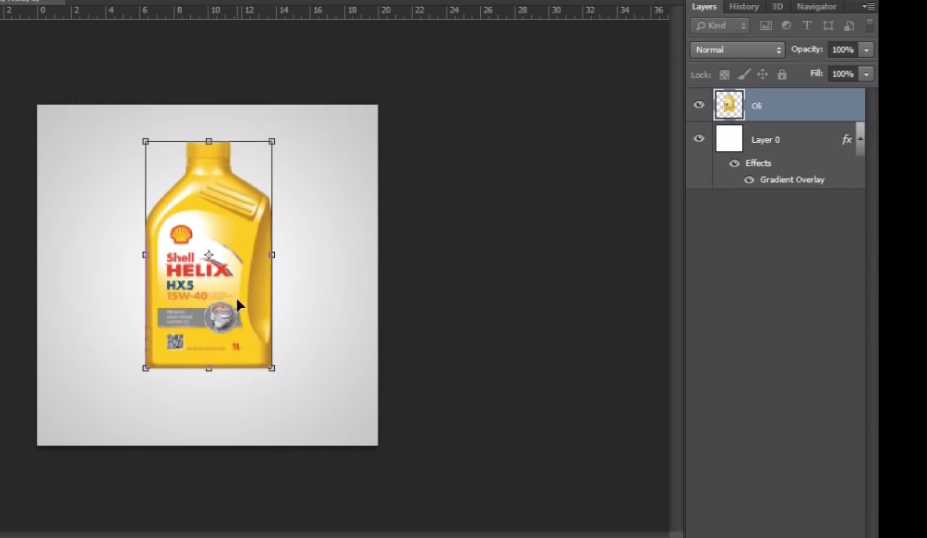 Layers History 3D Navigator
2 0 2 4 6 8 10 12 14 16 18 20 22 24 26 28 30 32 34 36
Kind
Normal Opacity: 100%
Lock: Fill: 100%
Oli
Layer 0 fx
Effects
Gradient Overlay
Shell
HELIX
HX5
15W-40
1L